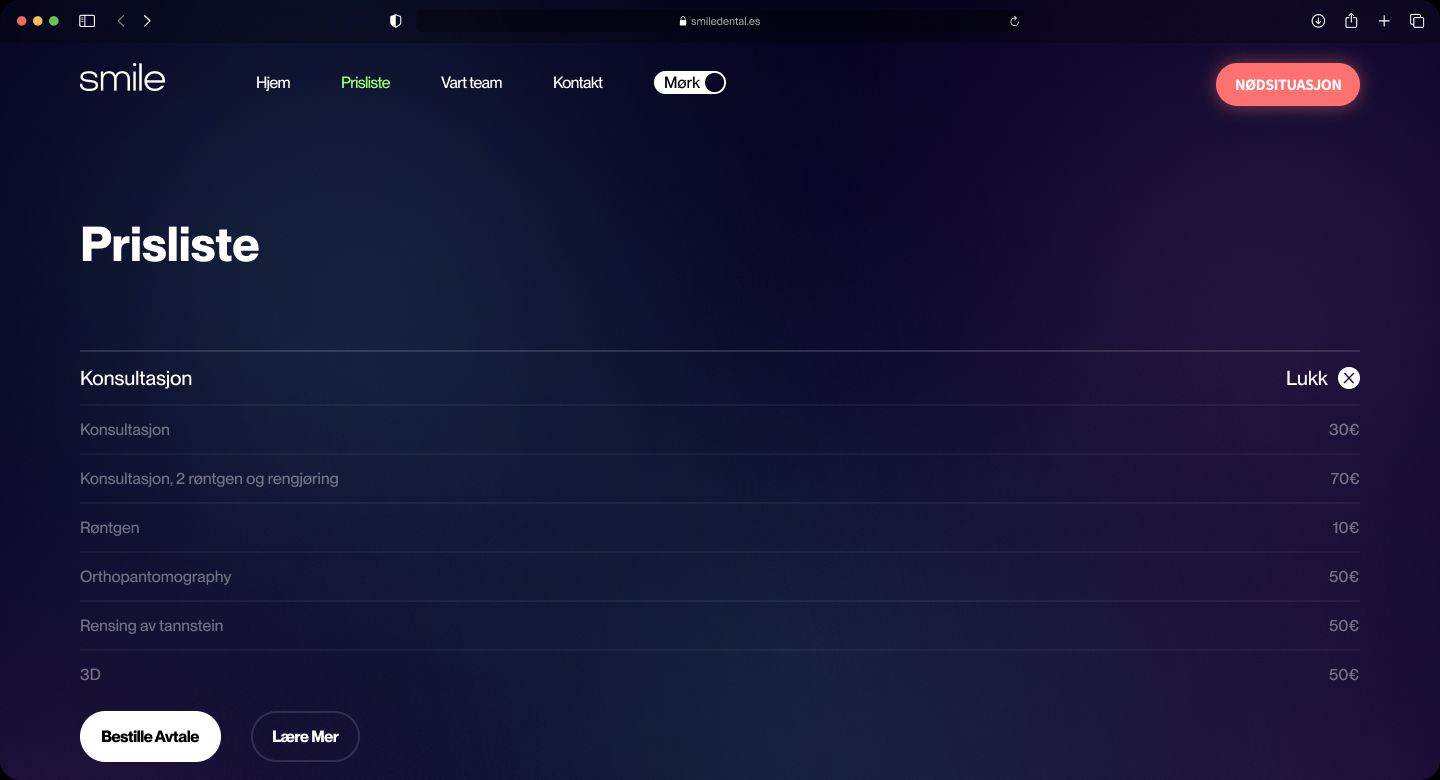 smiledental.es
smile Hjem Prisliste Vart team Kontakt Mørk NØDSITUASJON
Prisliste
Konsultasjon Lukk
Konsultasjon 30€
Konsultasjon, 2 røntgen og rengjøring 70€
Røntgen 10€
Orthopantomography 50€
Rensing av tannstein 50€
3D 50€
Bestille Avtale Lære Mer